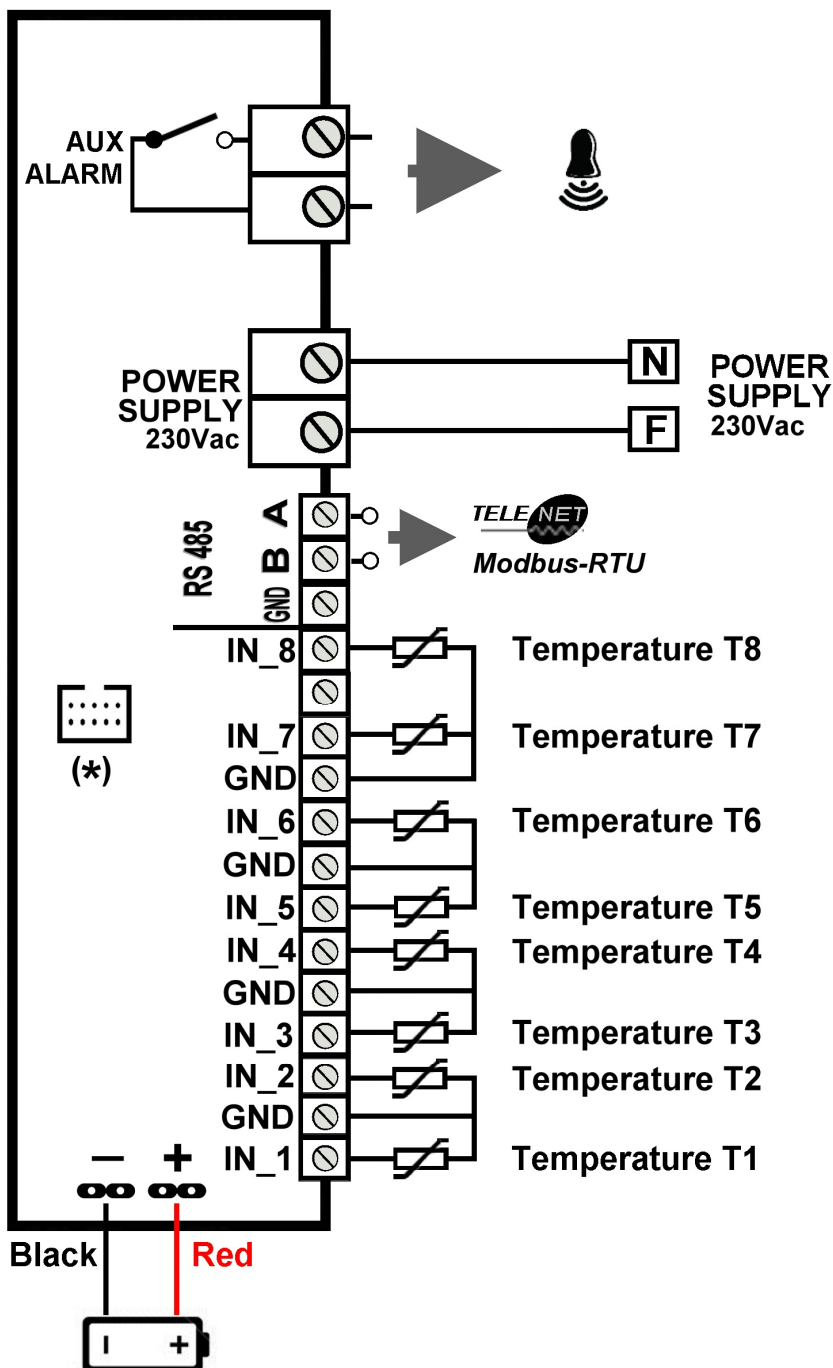 AUX
ALARM
POWER
SUPPLY
230Vac
N
F
POWER
SUPPLY
230Vac
RS 485
A
B
GND
TELE NET
Modbus-RTU
IN_8 Temperature T8
IN_7 Temperature T7
GND
(*)
IN_6 Temperature T6
GND
IN_5 Temperature T5
IN_4 Temperature T4
GND
IN_3 Temperature T3
IN_2 Temperature T2
GND
IN_1 Temperature T1
− +
Black Red
− +